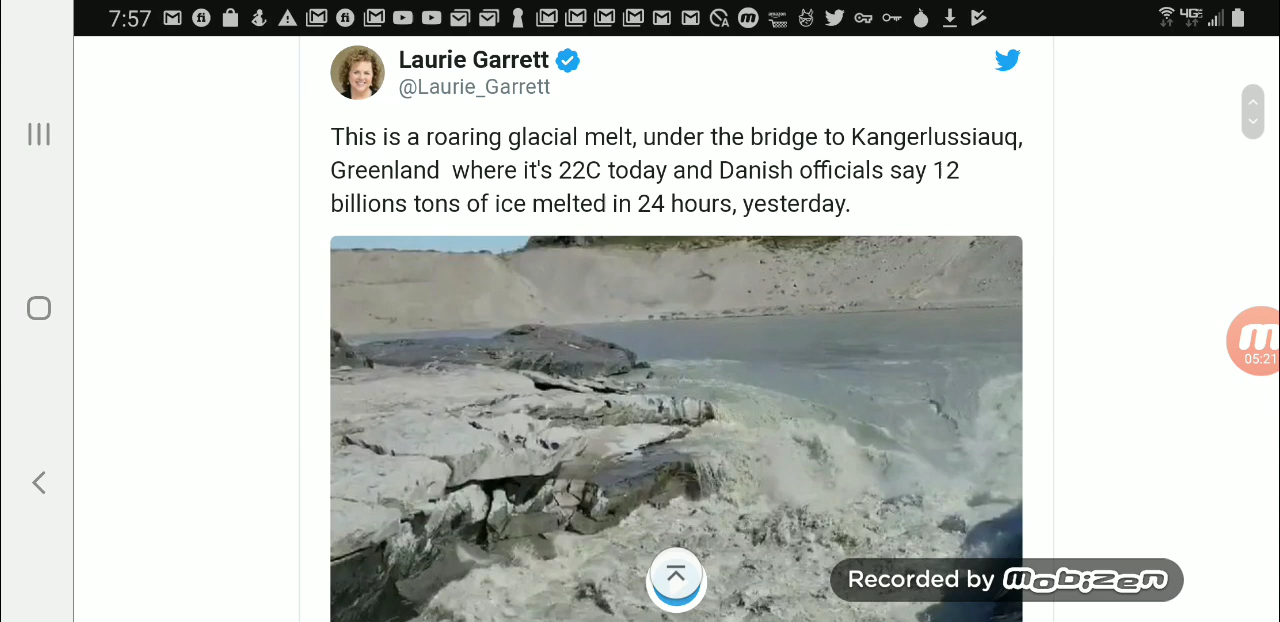 7:57
4GE
Laurie Garrett
@Laurie_Garrett
This is a roaring glacial melt, under the bridge to Kangerlussiauq,
Greenland where it's 22C today and Danish officials say 12
billions tons of ice melted in 24 hours, yesterday.
05:21
Recorded by mobizen